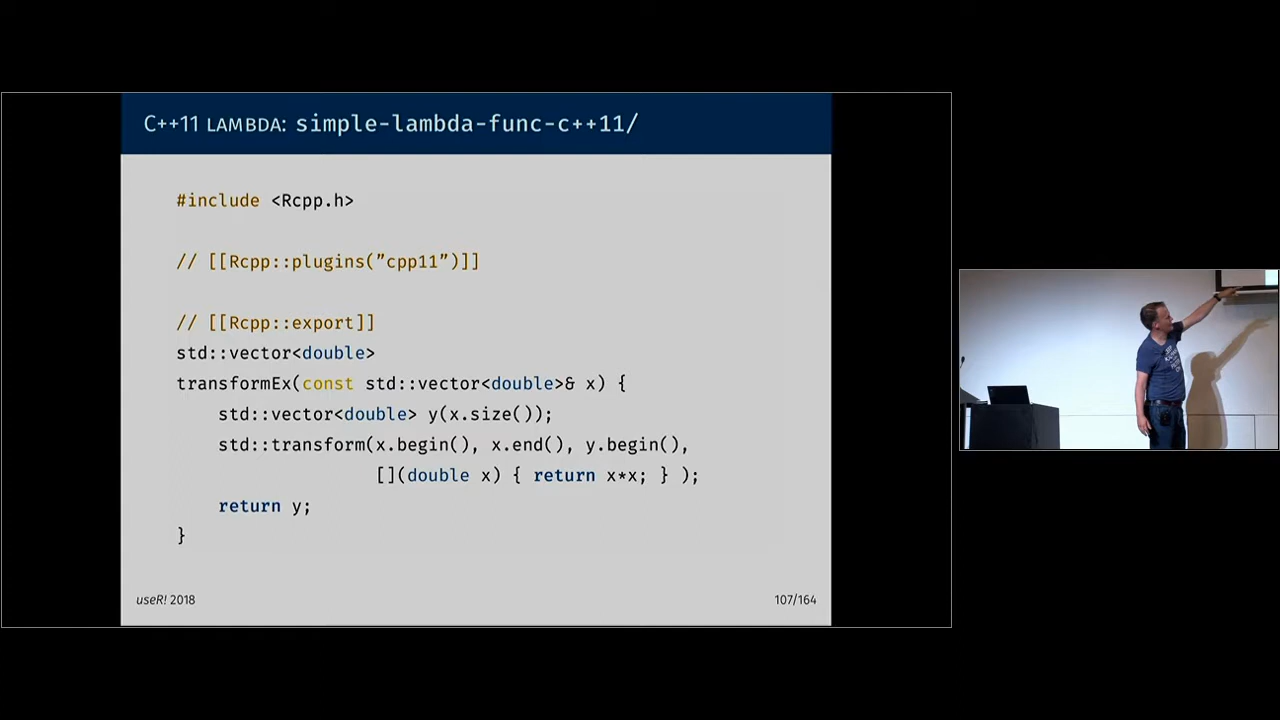 C++11 LAMBDA: simple-lambda-func-c++11/
#include <Rcpp.h>
// [[Rcpp::plugins(”cpp11”)]]
// [[Rcpp::export]]
std::vector<double>
transformEx(const std::vector<double>& x) {
    std::vector<double> y(x.size());
    std::transform(x.begin(), x.end(), y.begin(),
                   [](double x) { return x*x; } );
    return y;
}
useR! 2018
107/164